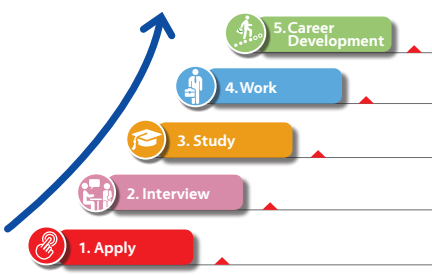 5. Career
Development
4. Work
3. Study
2. Interview
1. Apply